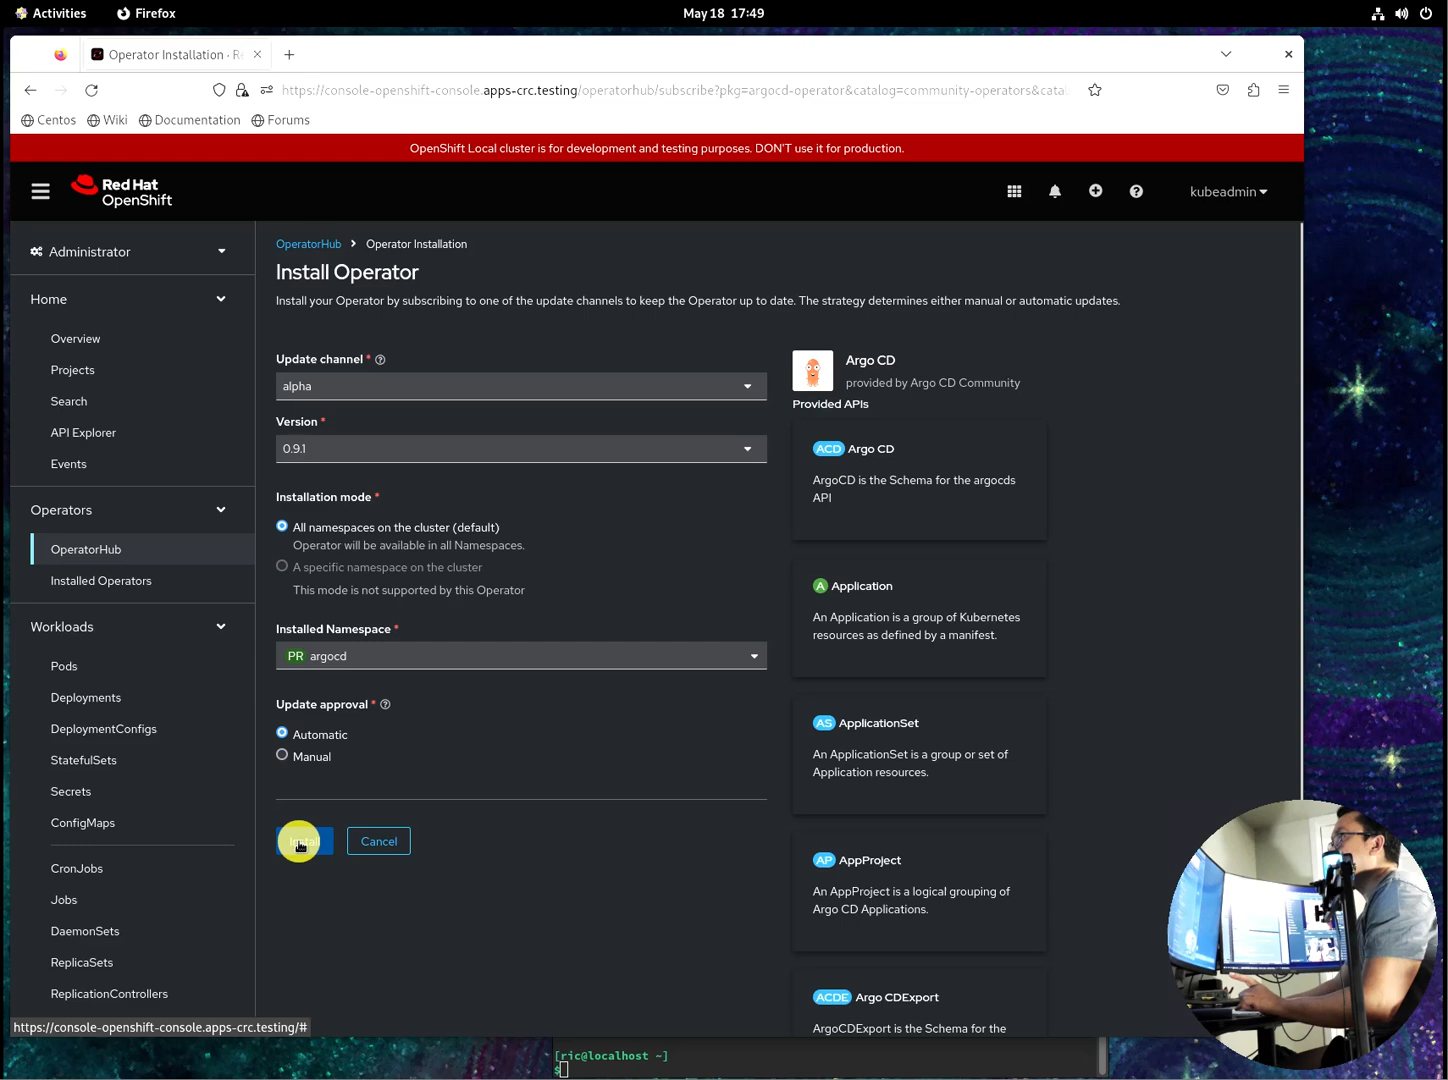 Activities
Firefox
May 18 17:49
Operator Installation - Re
https://console-openshift-console.apps-crc.testing/operatorhub/subscribe?pkg=argocd-operator&catalog=community-operators&cata
Centos
Wiki
Documentation
Forums
OpenShift Local cluster is for development and testing purposes. DON'T use it for production.
Red Hat
OpenShift
kubeadmin
Administrator
Home
Overview
Projects
Search
API Explorer
Events
Operators
OperatorHub
Installed Operators
Workloads
Pods
Deployments
DeploymentConfigs
StatefulSets
Secrets
ConfigMaps
CronJobs
Jobs
DaemonSets
ReplicaSets
ReplicationControllers
https://console-openshift-console.apps-crc.testing/#
OperatorHub > Operator Installation
Install Operator
Install your Operator by subscribing to one of the update channels to keep the Operator up to date. The strategy determines either manual or automatic updates.
Update channel *
alpha
Version *
0.9.1
Installation mode *
All namespaces on the cluster (default)
Operator will be available in all Namespaces.
A specific namespace on the cluster
This mode is not supported by this Operator
Installed Namespace *
PR argocd
Update approval *
Automatic
Manual
Install
Cancel
Argo CD
provided by Argo CD Community
Provided APIs
ACD Argo CD
ArgoCD is the Schema for the argocds
API
A Application
An Application is a group of Kubernetes
resources as defined by a manifest.
AS ApplicationSet
An ApplicationSet is a group or set of
Application resources.
AP AppProject
An AppProject is a logical grouping of
Argo CD Applications.
ACDE Argo CDExport
ArgoCDExport is the Schema for the
[ric@localhost ~]
$